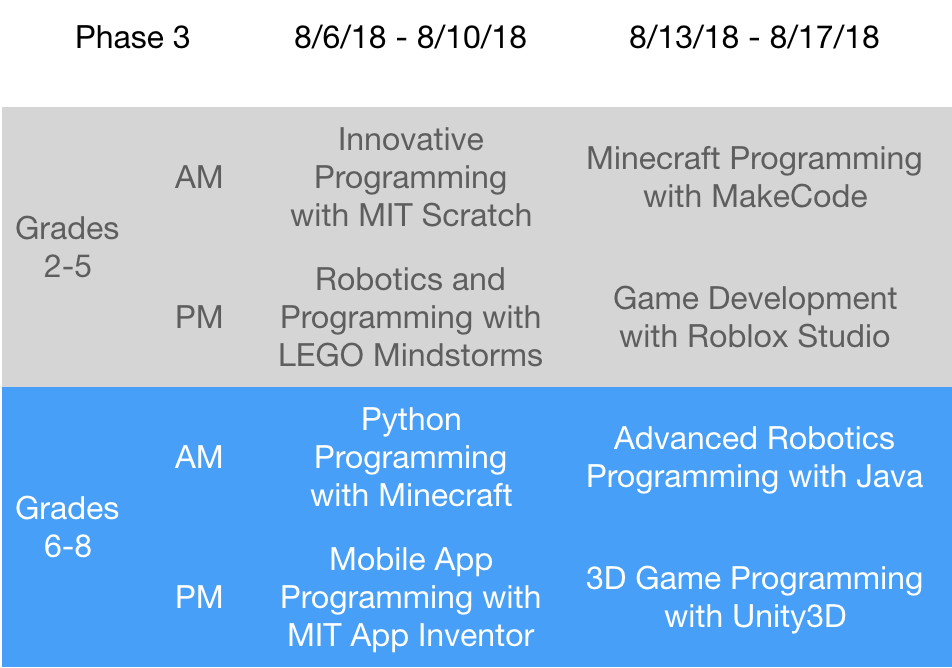 Phase 3 8/6/18 - 8/10/18 8/13/18 - 8/17/18
Grades
2-5
AM
Innovative
Programming
with MIT Scratch
Minecraft Programming
with MakeCode
PM
Robotics and
Programming with
LEGO Mindstorms
Game Development
with Roblox Studio
Grades
6-8
AM
Python
Programming
with Minecraft
Advanced Robotics
Programming with Java
PM
Mobile App
Programming with
MIT App Inventor
3D Game Programming
with Unity3D